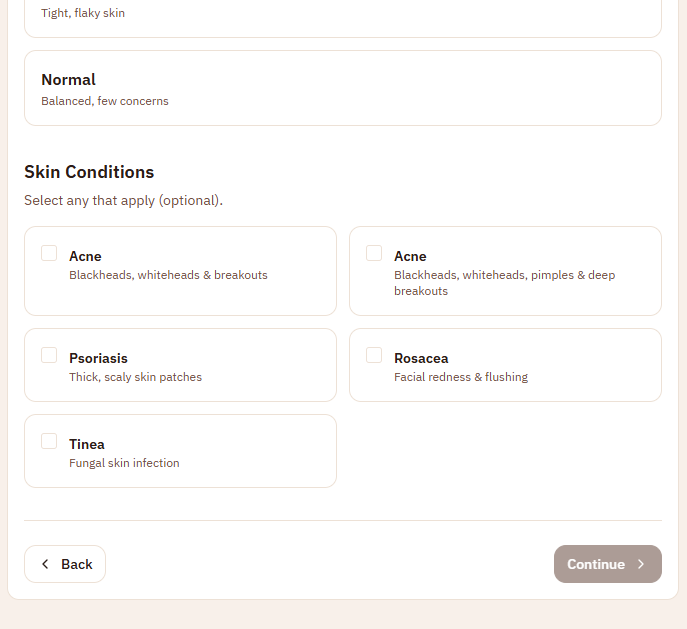 Tight, flaky skin
Normal
Balanced, few concerns
Skin Conditions
Select any that apply (optional).
Acne
Blackheads, whiteheads & breakouts
Acne
Blackheads, whiteheads, pimples & deep
breakouts
Psoriasis
Thick, scaly skin patches
Rosacea
Facial redness & flushing
Tinea
Fungal skin infection
Back
Continue